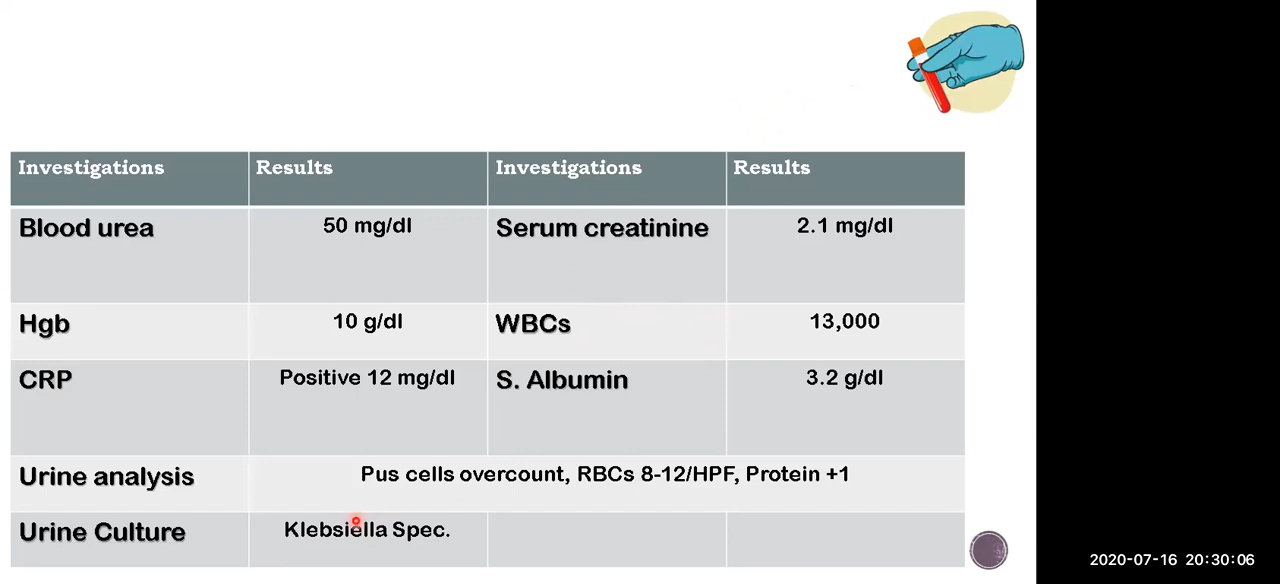 Investigations Results Investigations Results
Blood urea 50 mg/dl Serum creatinine 2.1 mg/dl
Hgb 10 g/dl WBCs 13,000
CRP Positive 12 mg/dl S. Albumin 3.2 g/dl
Urine analysis Pus cells overcount, RBCs 8-12/HPF, Protein +1
Urine Culture Klebsiella Spec.
2020-07-16 20:30:06